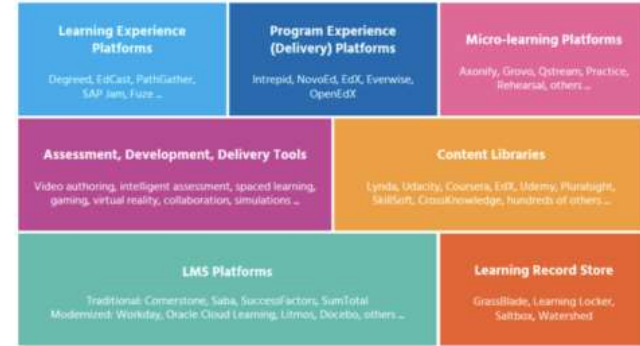 Learning Experience
Platforms
Degreed, EdCast, PathGather,
SAP Jam, Fuze ...
Program Experience
(Delivery) Platforms
Intrepid, NovoEd, EdX, Everwise,
OpenEdX
Micro-learning Platforms
Axonify, Grovo, Qstream, Practice,
Rehearsal, others ...
Assessment, Development, Delivery Tools
Video authoring, intelligent assessment, spaced learning,
gaming, virtual reality, collaboration, simulations ...
Content Libraries
Lynda, Udacity, Coursera, EdX, Udemy, Pluralsight,
SkillSoft, CrossKnowledge, hundreds of others ...
LMS Platforms
Traditional: Cornerstone, Saba, SuccessFactors, SumTotal
Modernized: Workday, Oracle Cloud Learning, Litmos, Docebo, others ...
Learning Record Store
GrassBlade, Learning Locker,
Saltbox, Watershed